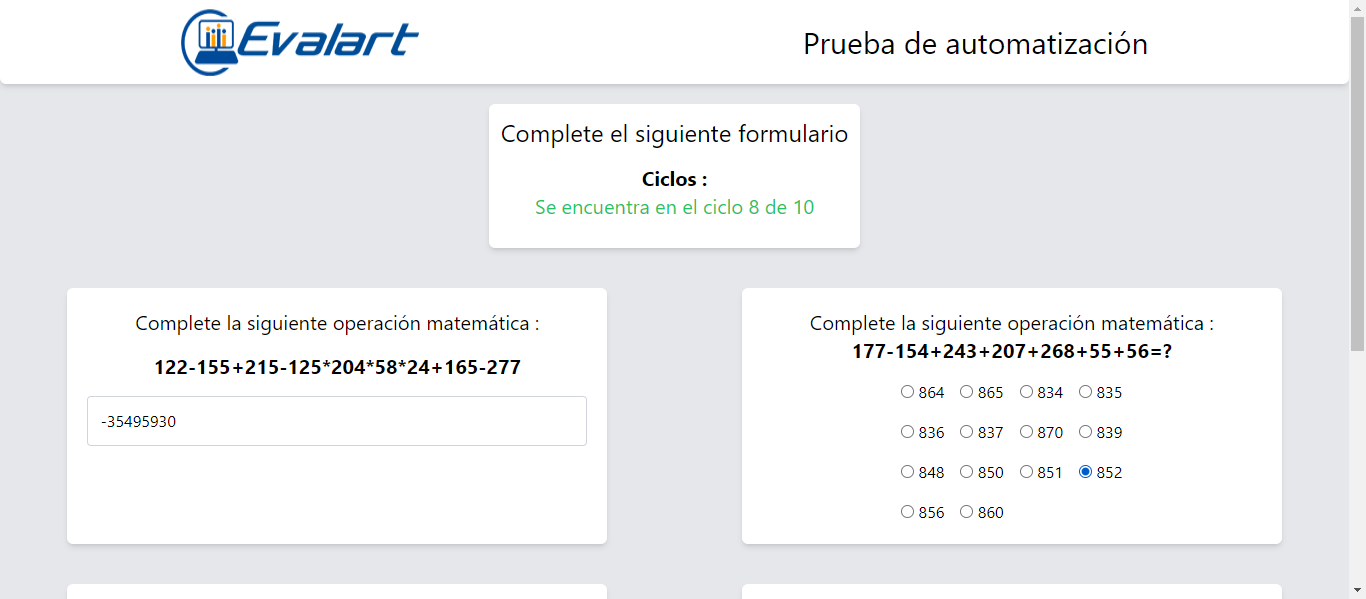 Evalart
Prueba de automatización
Complete el siguiente formulario
Ciclos :
Se encuentra en el ciclo 8 de 10
Complete la siguiente operación matemática :
122-155+215-125*204*58*24+165-277
-35495930
Complete la siguiente operación matemática :
177-154+243+207+268+55+56=?
864 865 834 835
836 837 870 839
848 850 851 852
856 860